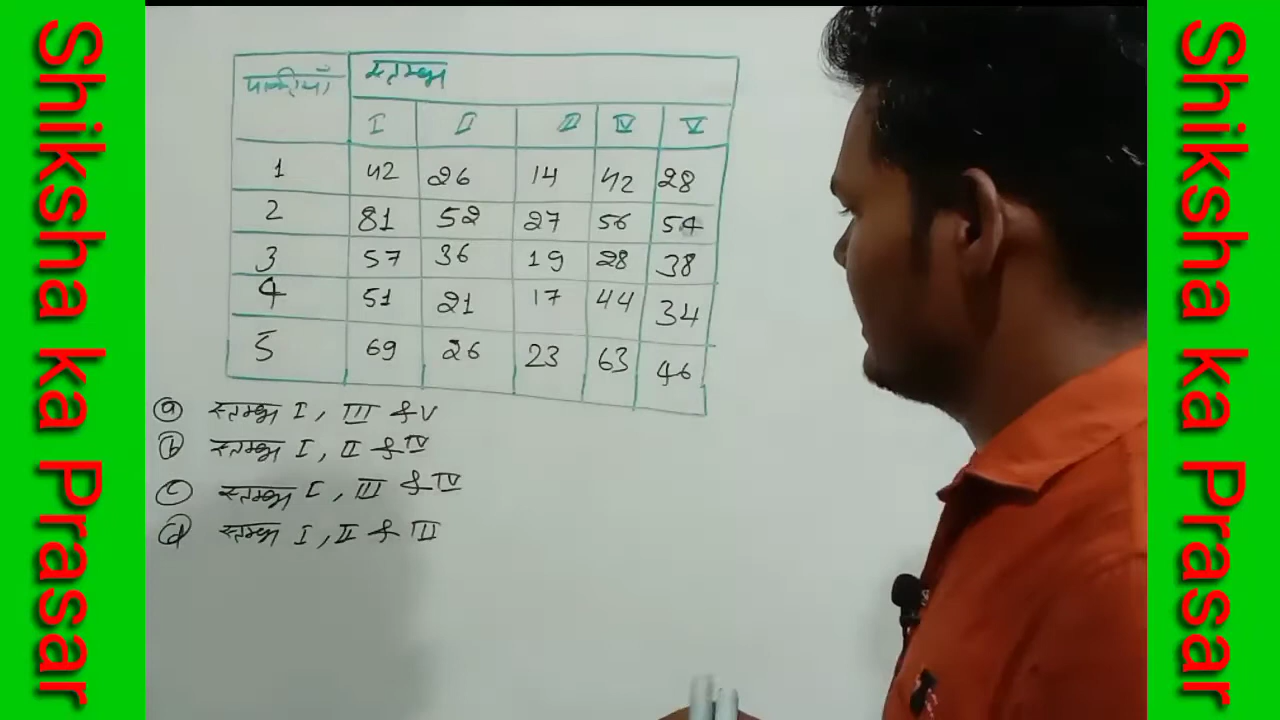 Shiksha ka Prasar
पंक्तियाँ स्तम्भ
I II II IV V
1 42 26 14 42 28
2 81 52 27 56 54
3 57 36 19 28 38
4 51 21 17 44 34
5 69 26 23 63 46
(a) स्तम्भ I, III & V
(b) स्तम्भ I, II & IV
(c) स्तम्भ I, III & IV
(d) स्तम्भ I, II & III
Shiksha ka Prasar